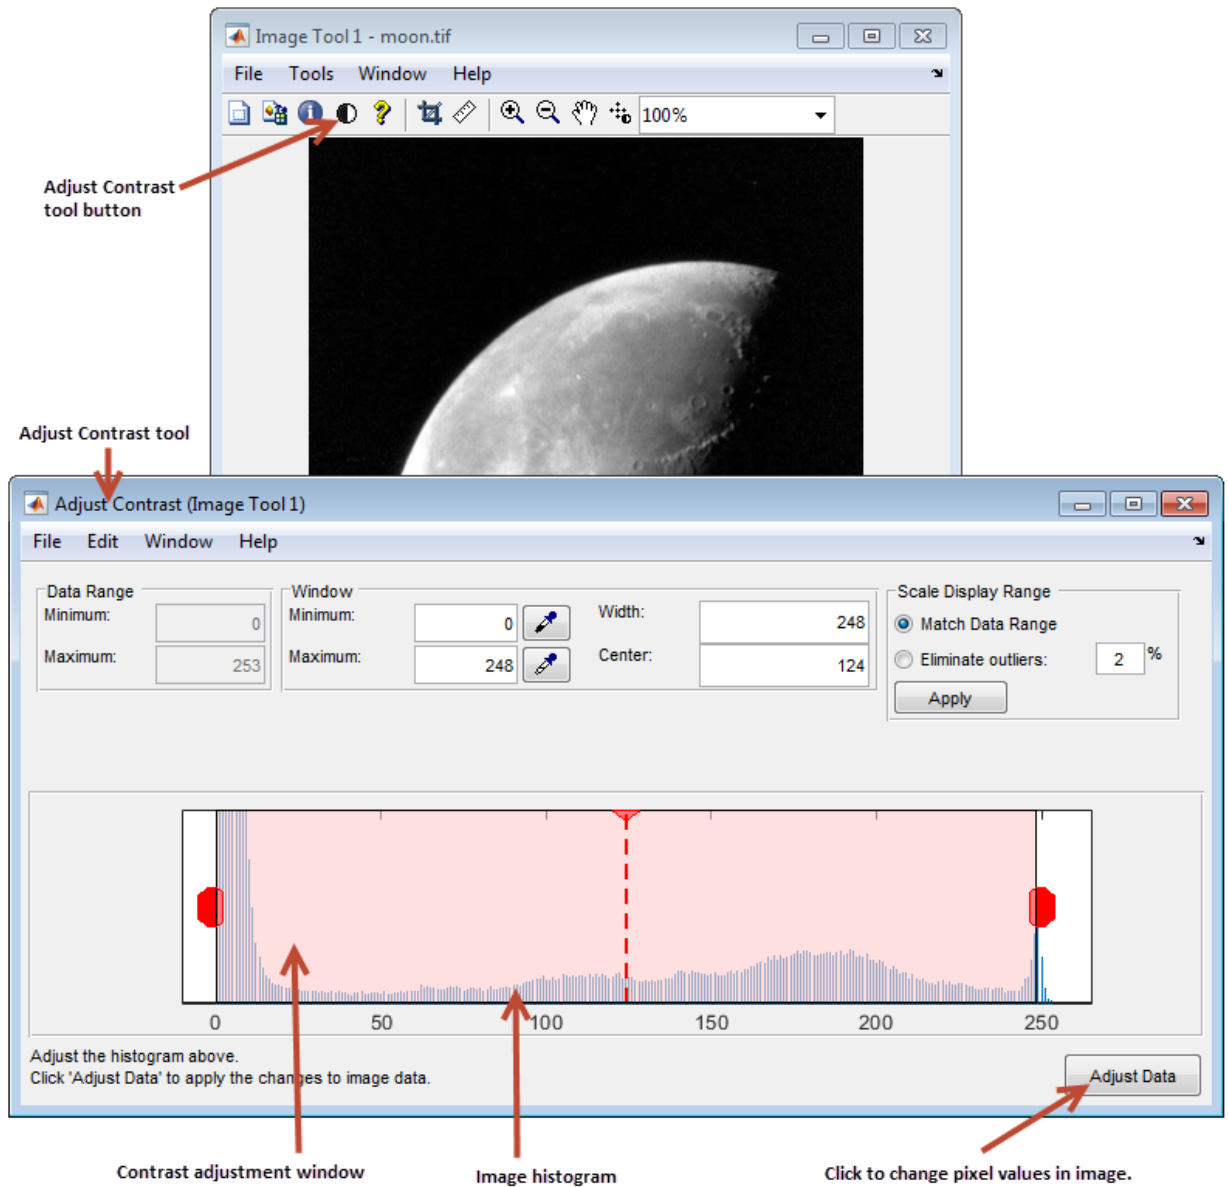 Image Tool 1 - moon.tif
File Tools Window Help
100%
Adjust Contrast
tool button
Adjust Contrast tool
Adjust Contrast (Image Tool 1)
File Edit Window Help
Data Range
Minimum: 0
Maximum: 253
Window
Minimum: 0
Maximum: 248
Width: 248
Center: 124
Scale Display Range
Match Data Range
Eliminate outliers: 2 %
Apply
0 50 100 150 200 250
Adjust the histogram above.
Click 'Adjust Data' to apply the changes to image data.
Adjust Data
Contrast adjustment window
Image histogram
Click to change pixel values in image.